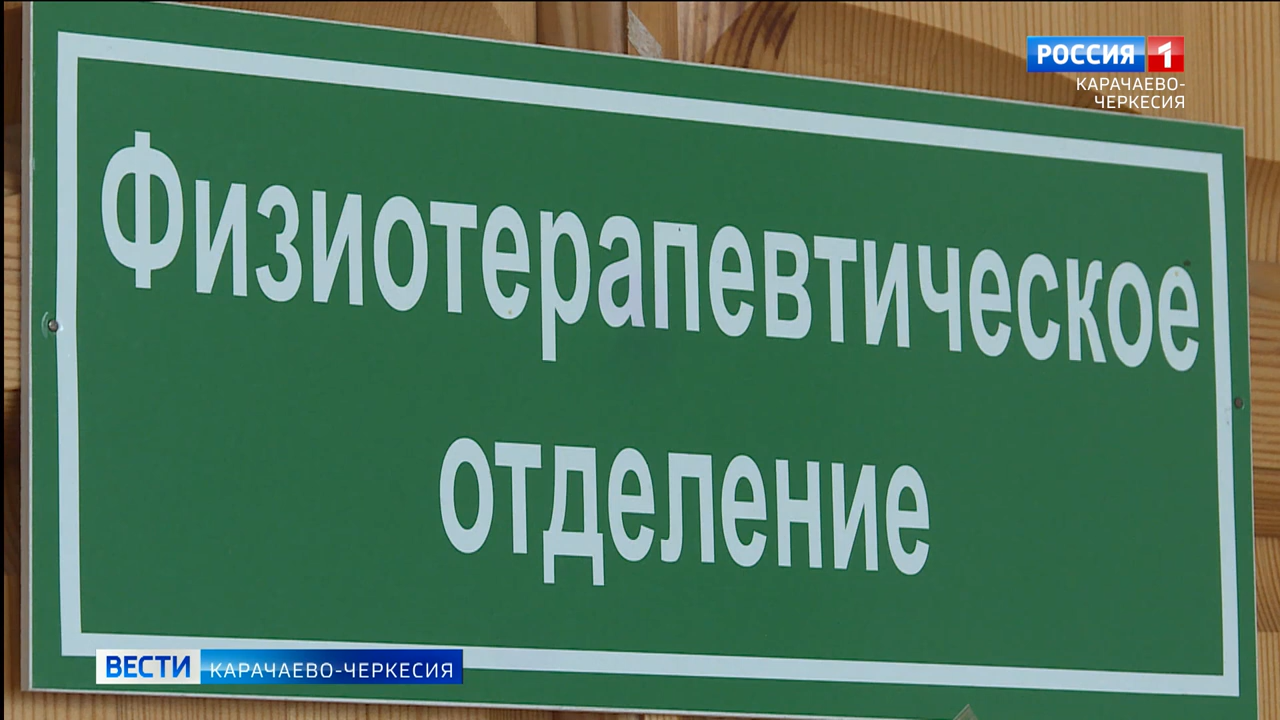 РОССИЯ 1
КАРАЧАЕВО-
ЧЕРКЕСИЯ
Физиотерапевтическое
отделение
ВЕСТИ КАРАЧАЕВО-ЧЕРКЕСИЯ